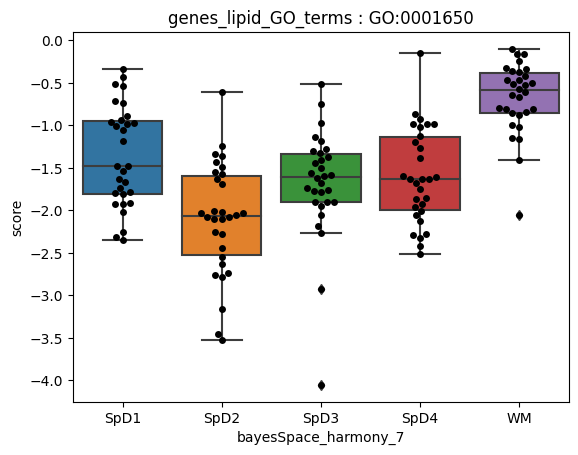 genes_lipid_GO_terms : GO:0001650
0.0
−0.5
−1.0
−1.5
−2.0
−2.5
−3.0
−3.5
−4.0
score
SpD1 SpD2 SpD3 SpD4 WM
bayesSpace_harmony_7